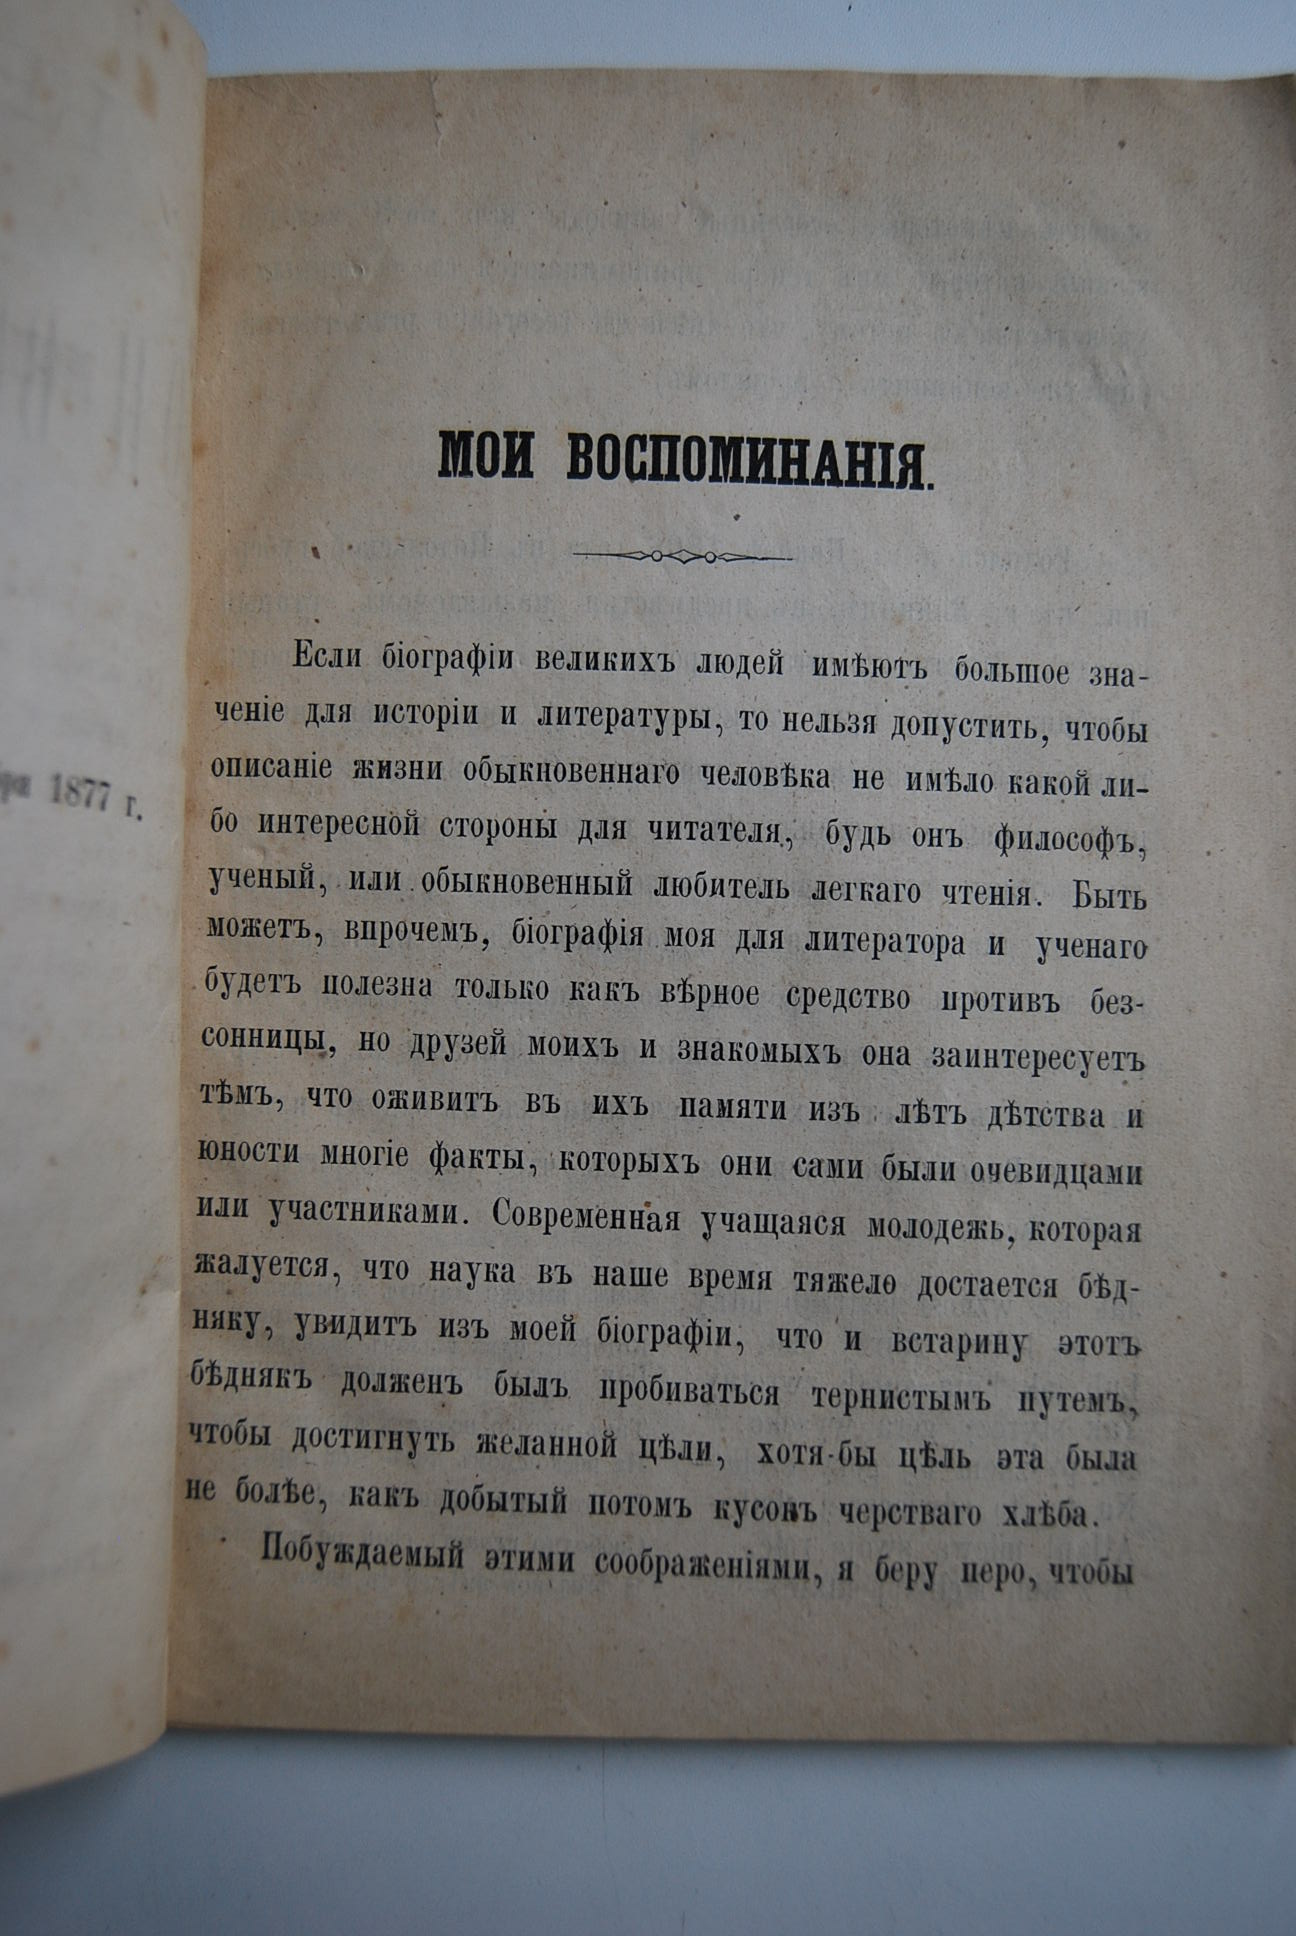 1877 г.
МОИ ВОСПОМИНАНІЯ.
Если біографіи великихъ людей имѣютъ большое зна-
ченіе для исторіи и литературы, то нельзя допустить, чтобы
описаніе жизни обыкновеннаго человѣка не имѣло какой ли-
бо интересной стороны для читателя, будь онъ философъ,
ученый, или обыкновенный любитель легкаго чтенія. Быть
можетъ, впрочемъ, біографія моя для литератора и ученаго
будетъ полезна только какъ вѣрное средство противъ без-
сонницы, но друзей моихъ и знакомыхъ она заинтересуетъ
тѣмъ, что оживитъ въ ихъ памяти изъ лѣтъ дѣтства и
юности многіе факты, которыхъ они сами были очевидцами
или участниками. Современная учащаяся молодежь, которая
жалуется, что наука въ наше время тяжело достается бѣд-
няку, увидитъ изъ моей біографіи, что и встарину этотъ
бѣднякъ долженъ былъ пробиваться тернистымъ путемъ,
чтобы достигнуть желанной цѣли, хотя-бы цѣль эта была
не болѣе, какъ добытый потомъ кусокъ черстваго хлѣба.
Побуждаемый этими соображеніями, я беру перо, чтобы